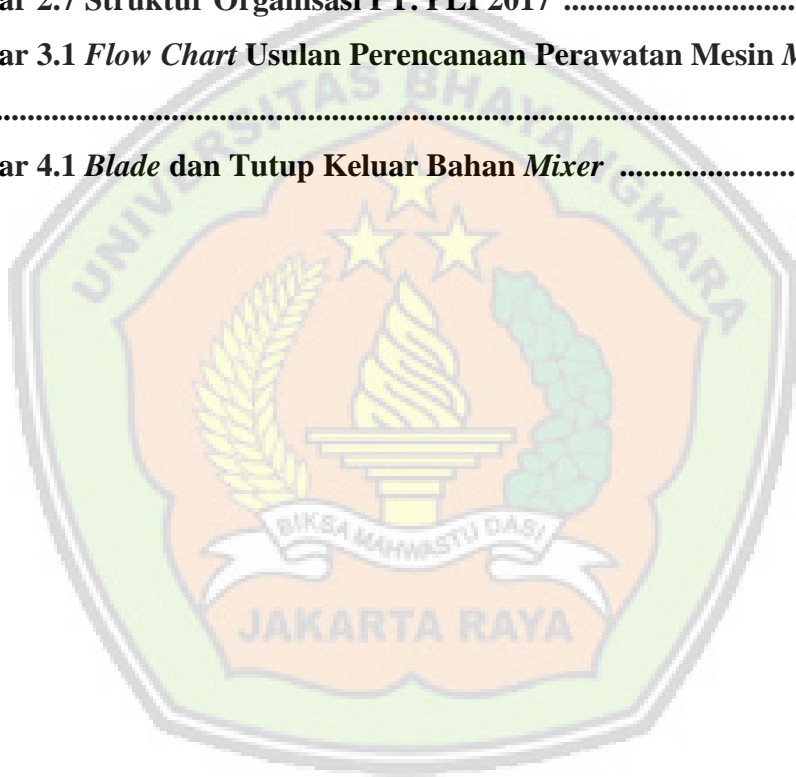 ar 2.7 Struktur Organisasi PT. PLI 2017 ............................
ar 3.1 Flow Chart Usulan Perencanaan Perawatan Mesin M
................................................................................
ar 4.1 Blade dan Tutup Keluar Bahan Mixer ......................
UNIVERSITAS BHAYANGKARA
BIKSA MAHWASTU DASI
JAKARTA RAYA